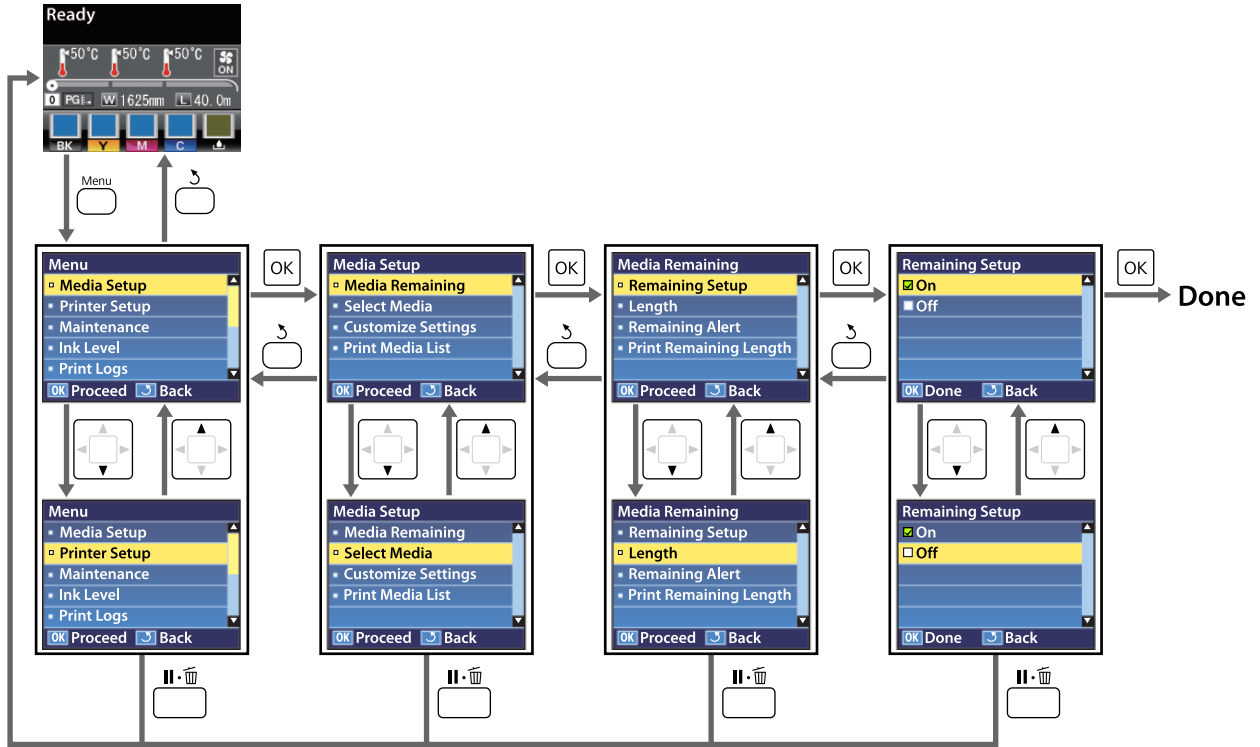 Ready
50°C 50°C 50°C
ON
0 PG W 1625mm L 40.0m
BK Y M C
Menu
Menu
Media Setup
Printer Setup
Maintenance
Ink Level
Print Logs
OK Proceed Back
OK
Media Setup
Media Remaining
Select Media
Customize Settings
Print Media List
OK Proceed Back
OK
Media Remaining
Remaining Setup
Length
Remaining Alert
Print Remaining Length
OK Proceed Back
OK
Remaining Setup
On
Off
OK Done Back
OK
Done
Menu
Media Setup
Printer Setup
Maintenance
Ink Level
Print Logs
OK Proceed Back
Media Setup
Media Remaining
Select Media
Customize Settings
Print Media List
OK Proceed Back
Media Remaining
Remaining Setup
Length
Remaining Alert
Print Remaining Length
OK Proceed Back
Remaining Setup
On
Off
OK Done Back